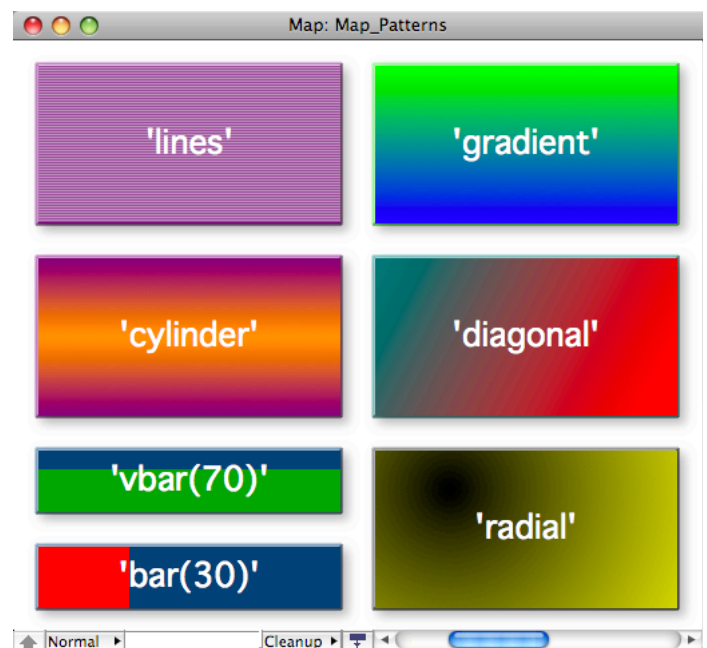 Map: Map_Patterns
'lines'
'gradient'
'cylinder'
'diagonal'
'vbar(70)'
'radial'
'bar(30)'
Normal
Cleanup